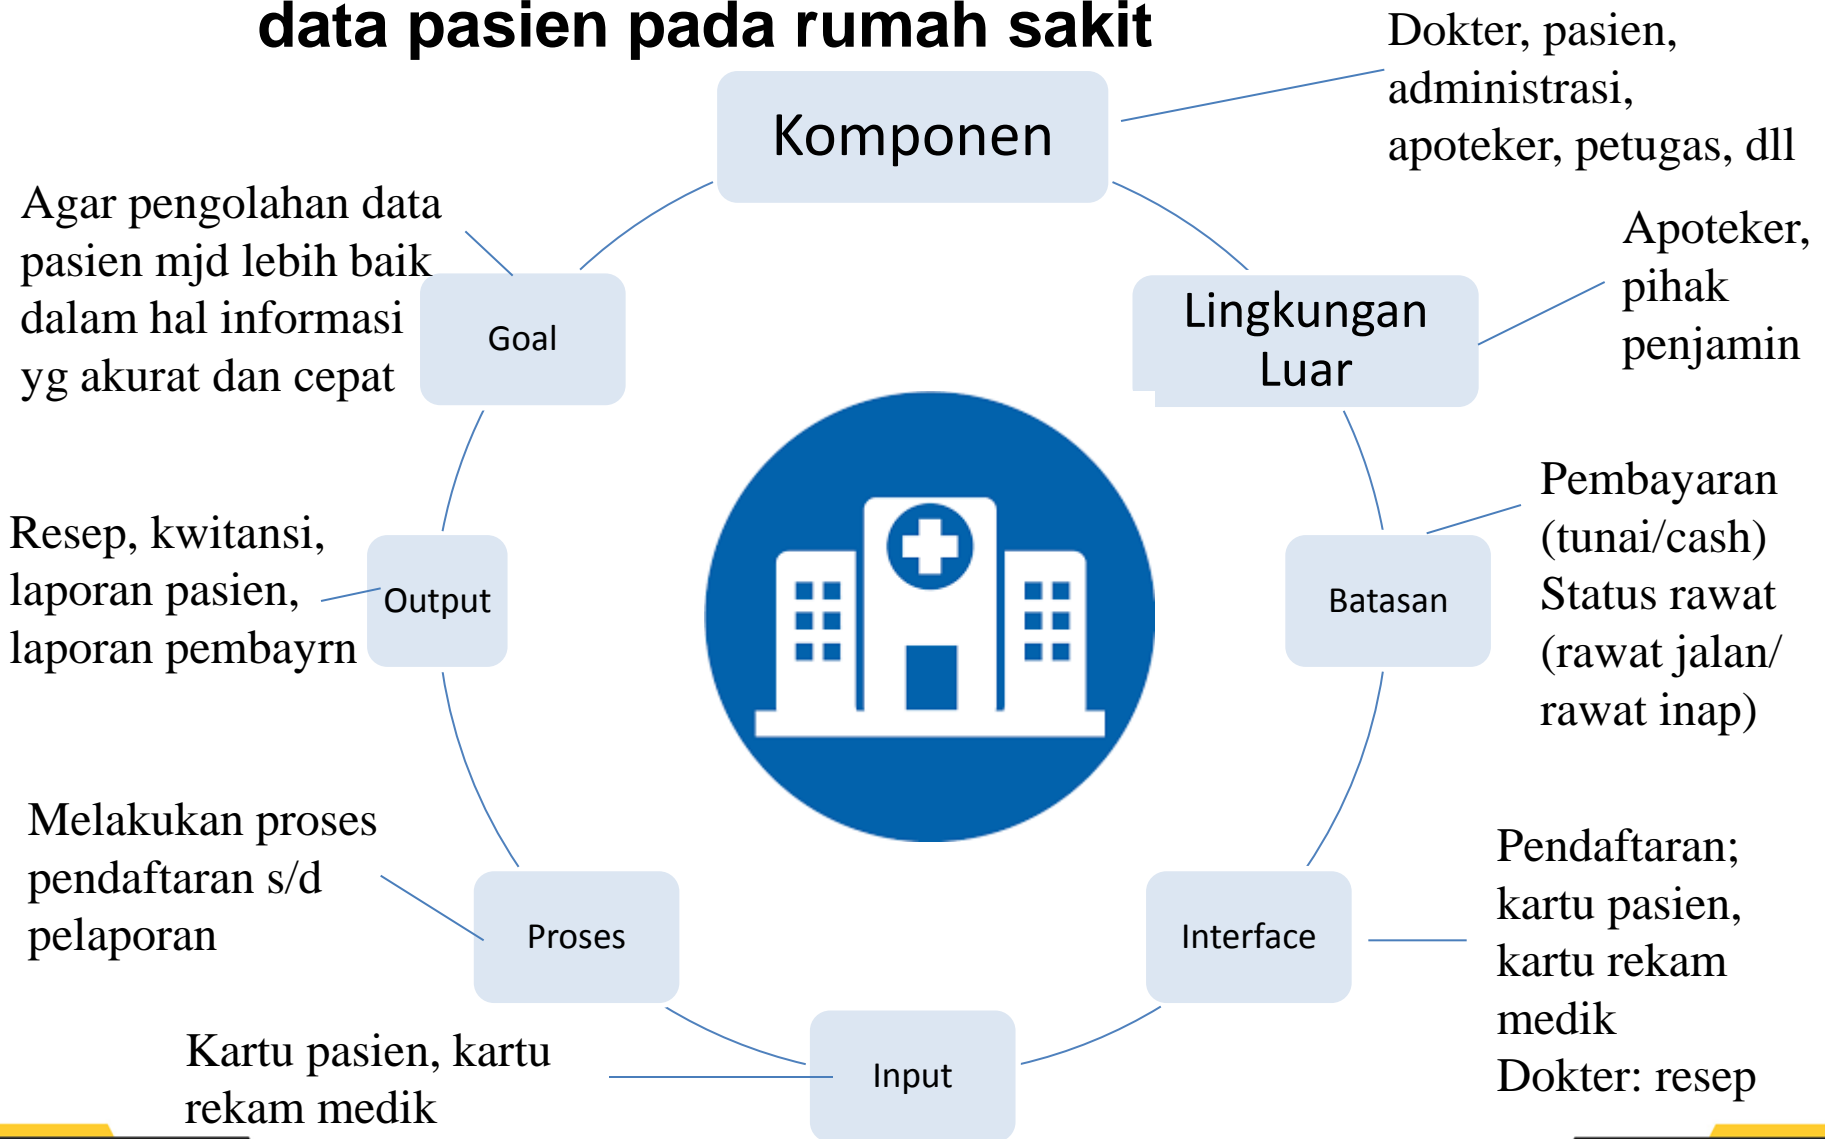 data pasien pada rumah sakit
Komponen
Dokter, pasien,
administrasi,
apoteker, petugas, dll
Lingkungan
Luar
Apoteker,
pihak
penjamin
Batasan
Pembayaran
(tunai/cash)
Status rawat
(rawat jalan/
rawat inap)
Interface
Pendaftaran;
kartu pasien,
kartu rekam
medik
Dokter: resep
Input
Kartu pasien, kartu
rekam medik
Proses
Melakukan proses
pendaftaran s/d
pelaporan
Output
Resep, kwitansi,
laporan pasien,
laporan pembayrn
Goal
Agar pengolahan data
pasien mjd lebih baik
dalam hal informasi
yg akurat dan cepat